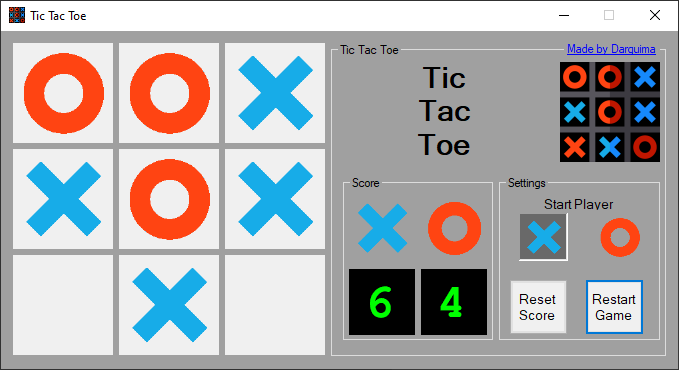 Tic Tac Toe
Tic Tac Toe
Made by Darquima
Tic
Tac
Toe
Score
6
4
Settings
Start Player
Reset
Score
Restart
Game